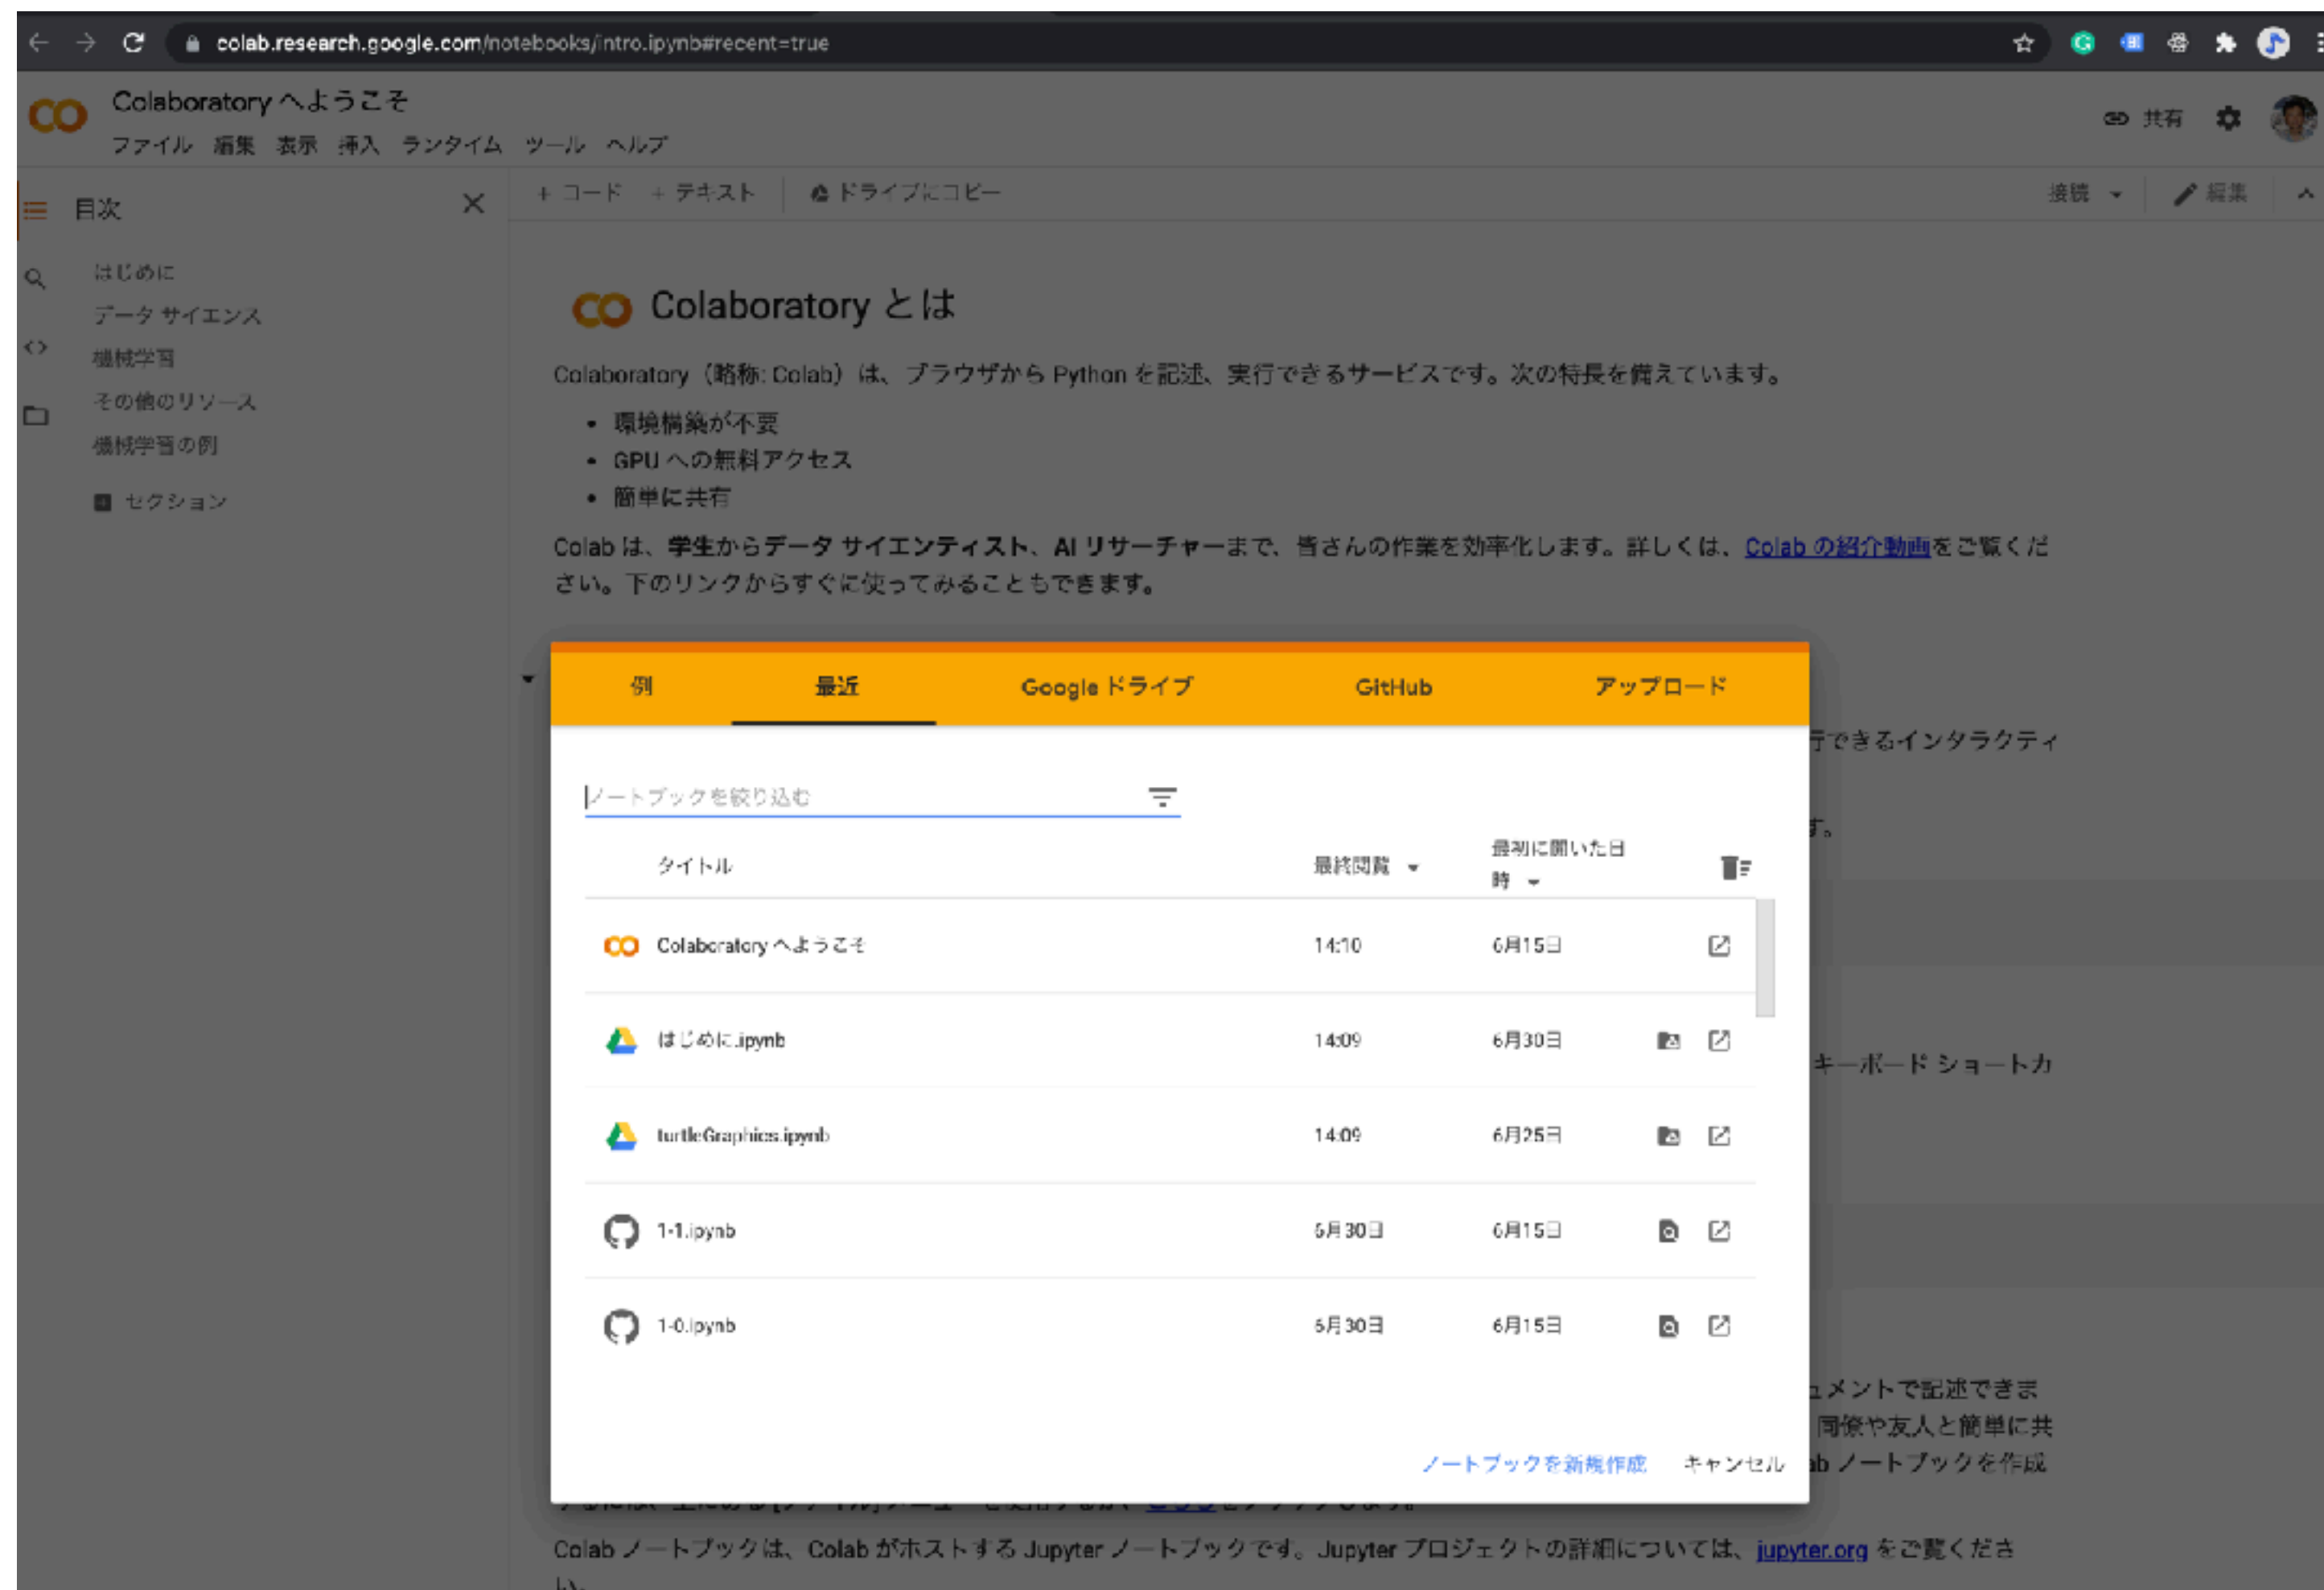 colab.research.google.com/notebooks/intro.ipynb#recent=true
Colaboratory へようこそ
ファイル 編集 表示 挿入 ランタイム ツール ヘルプ
共有
目次
+ コード + テキスト ドライブにコピー
接続 編集
はじめに
データ サイエンス
機械学習
その他のリソース
機械学習の例
セクション
Colaboratory とは
Colaboratory(略称: Colab)は、ブラウザから Python を記述、実行できるサービスです。次の特長を備えています。
• 環境構築が不要
• GPU への無料アクセス
• 簡単に共有
Colab は、学生からデータ サイエンティスト、AI リサーチャーまで、皆さんの作業を効率化します。詳しくは、Colab の紹介動画をご覧くだ
さい。下のリンクからすぐに使ってみることもできます。
例 最近 Google ドライブ GitHub アップロード
行できるインタラクティ
ノートブックを絞り込む
す。
タイトル 最終閲覧 最初に開いた日
時
Colaboratory へようこそ 14:10 6月15日
はじめに.ipynb 14:09 6月30日
キーボード ショートカ
turtleGraphics.ipynb 14:09 6月25日
1-1.ipynb 6月30日 6月15日
1-0.ipynb 6月30日 6月15日
ュメントで記述できま
同僚や友人と簡単に共
ノートブックを新規作成 キャンセル
ab ノートブックを作成
Colab ノートブックは、Colab がホストする Jupyter ノートブックです。Jupyter プロジェクトの詳細については、jupyter.org をご覧くださ